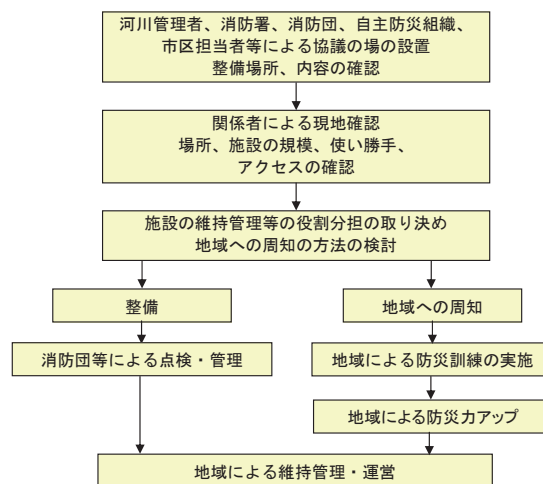 河川管理者、消防署、消防団、自主防災組織、
市区担当者等による協議の場の設置
整備場所、内容の確認
関係者による現地確認
場所、施設の規模、使い勝手、
アクセスの確認
施設の維持管理等の役割分担の取り決め
地域への周知の方法の検討
整備
地域への周知
消防団等による点検・管理
地域による防災訓練の実施
地域による防災力アップ
地域による維持管理・運営